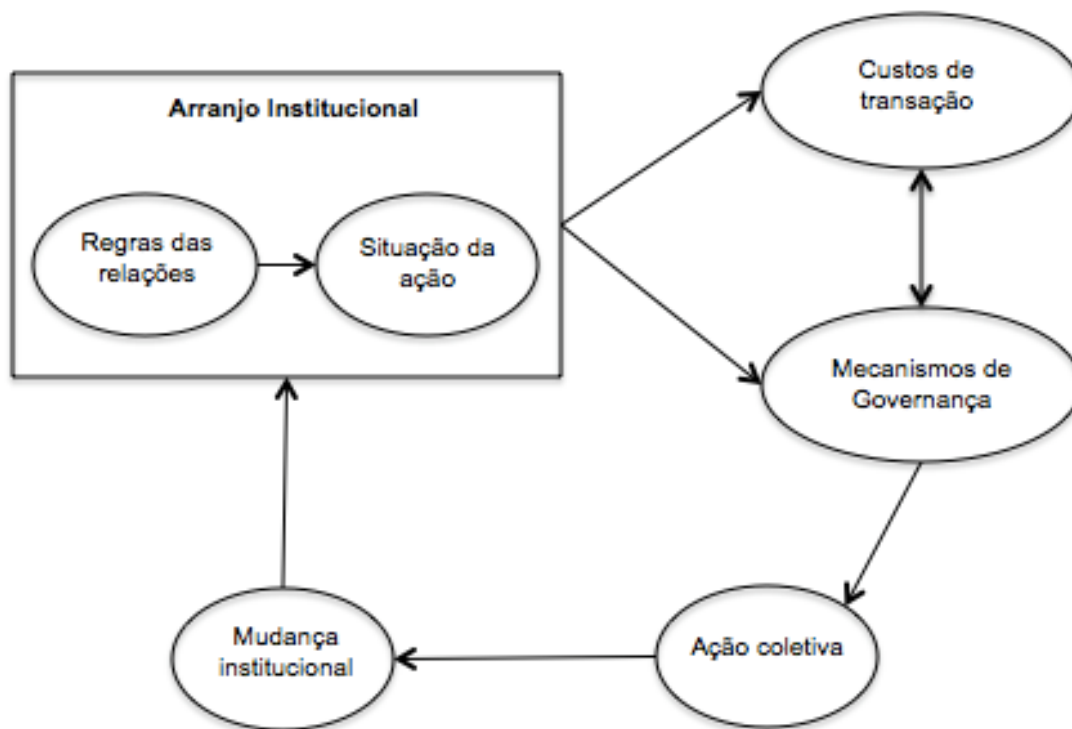 Custos de
transação
Arranjo Institucional
Regras das
relações
Situação da
ação
Mecanismos de
Governança
Mudança
institucional
Ação coletiva